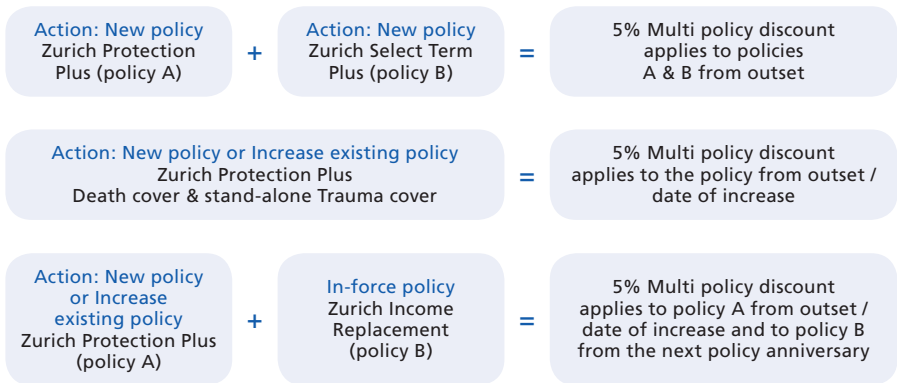 Action: New policy
Zurich Protection
Plus (policy A)
+
Action: New policy
Zurich Select Term
Plus (policy B)
=
5% Multi policy discount
applies to policies
A & B from outset
Action: New policy or Increase existing policy
Zurich Protection Plus
Death cover & stand-alone Trauma cover
=
5% Multi policy discount
applies to the policy from outset /
date of increase
Action: New policy
or Increase
existing policy
Zurich Protection Plus
(policy A)
+
In-force policy
Zurich Income
Replacement
(policy B)
=
5% Multi policy discount
applies to policy A from outset /
date of increase and to policy B
from the next policy anniversary